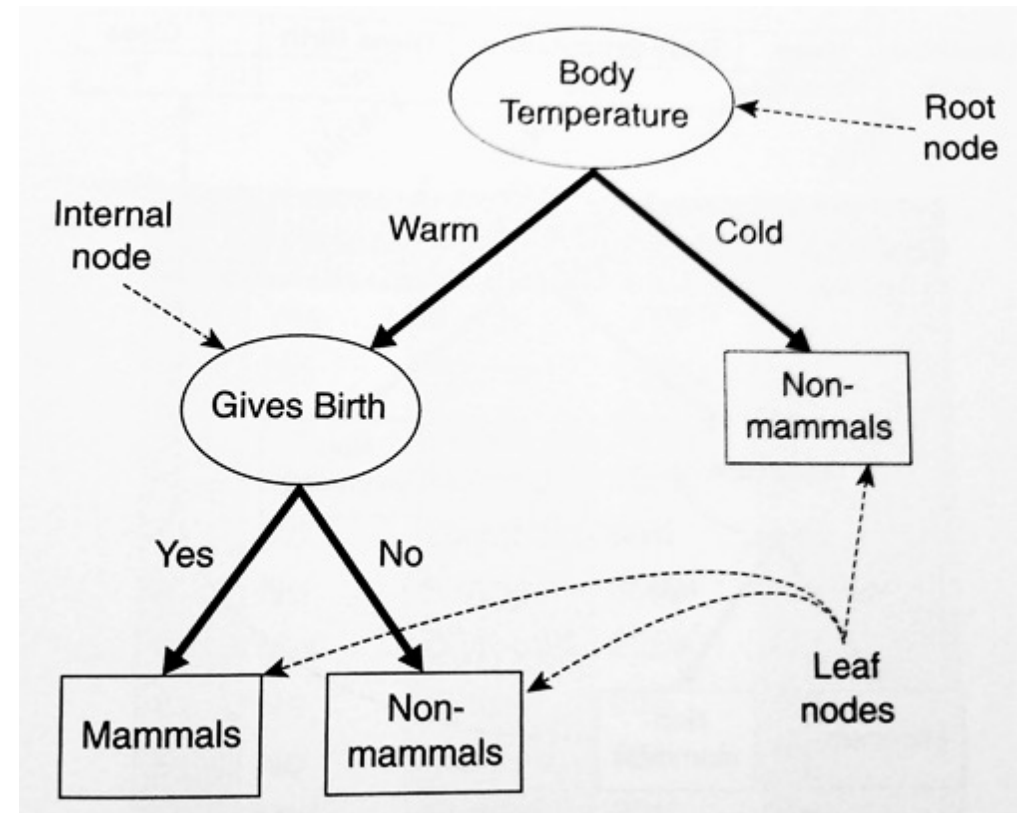 Body
Temperature
Root
node
Internal
node
Warm
Cold
Gives Birth
Non-
mammals
Yes
No
Mammals
Non-
mammals
Leaf
nodes